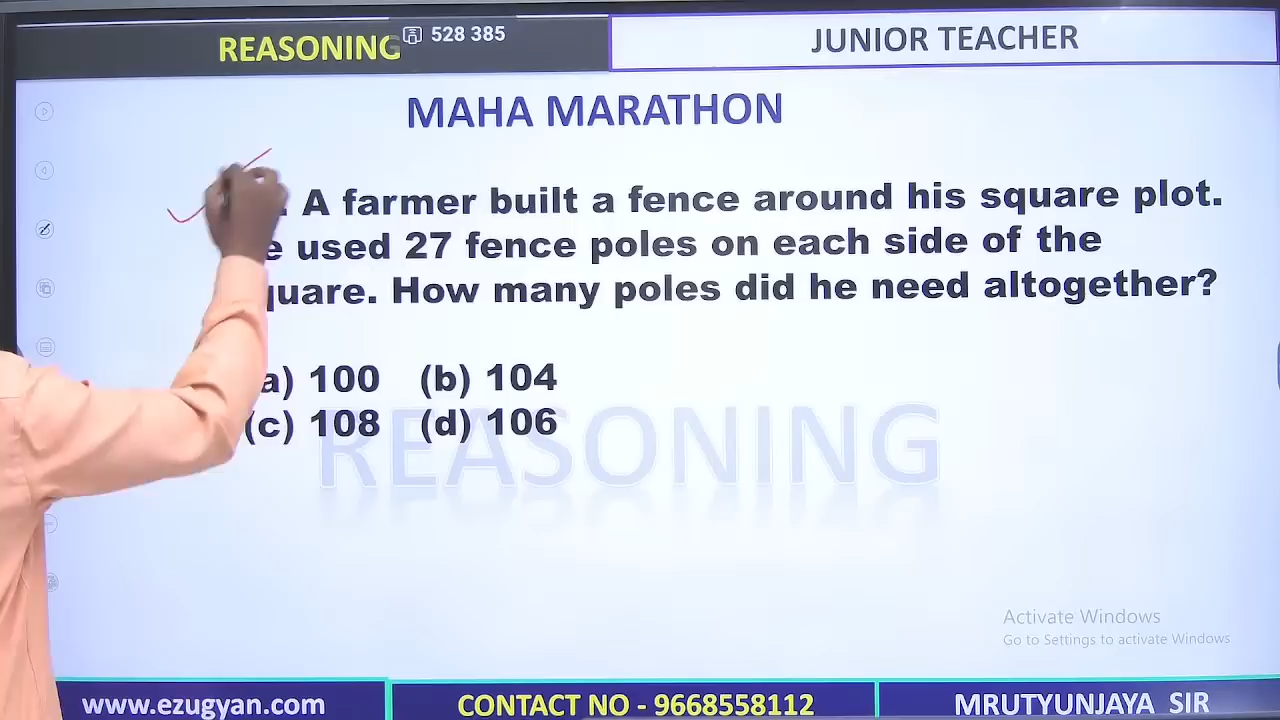 REASONING
528 385
JUNIOR TEACHER
MAHA MARATHON
A farmer built a fence around his square plot.
used 27 fence poles on each side of the
How many poles did he need altogether?
a) 100 (b) 104
(c) 108 (d) 106
REASONING
Activate Windows
Go to Settings to activate Windows
www.ezugyan.com
CONTACT NO - 9668558112
MRUTYUNJAYA SIR